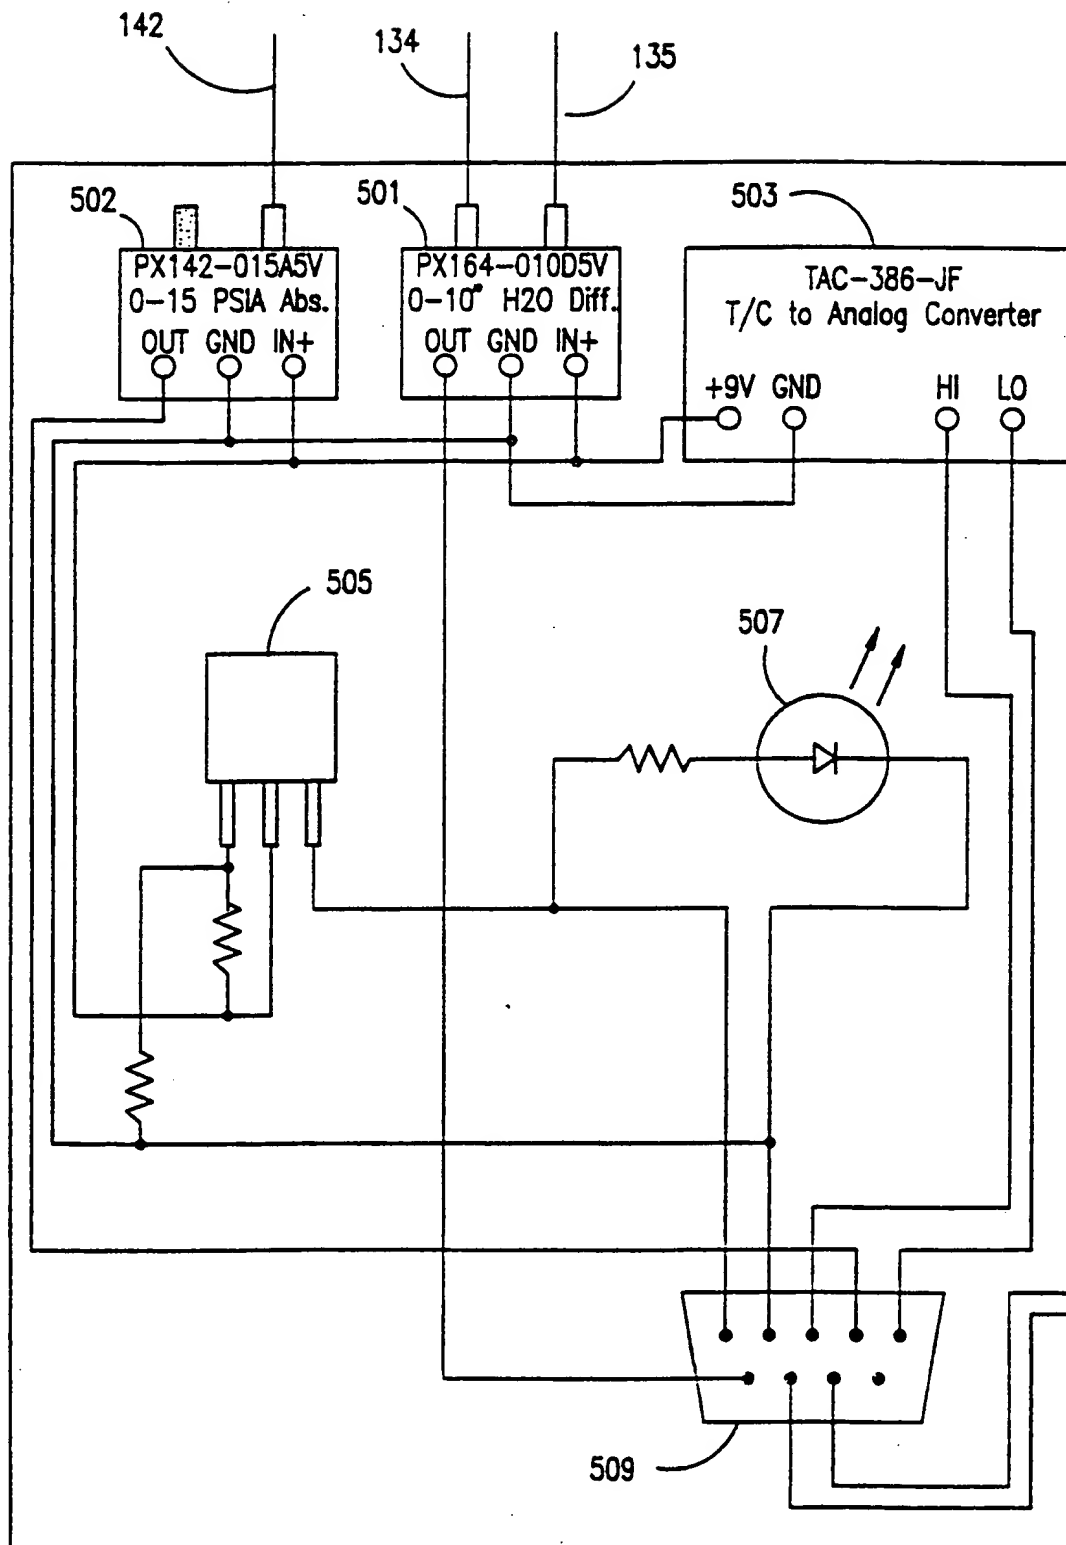 142
134
135
502
501
503
PX142-015A5V
0-15 PSIA Abs.
OUT GND IN+
PX164-010D5V
0-10" H2O Diff.
OUT GND IN+
TAC-386-JF
T/C to Analog Converter
+9V GND HI LO
505
507
509